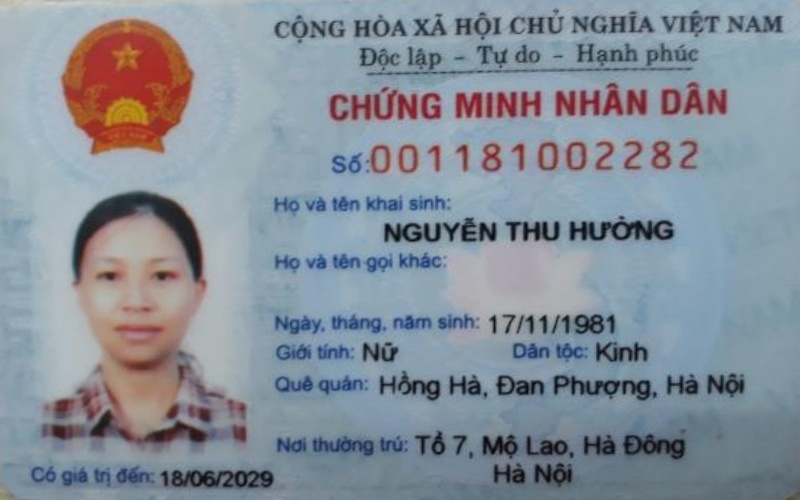 CỘNG HÒA XÃ HỘI CHỦ NGHĨA VIỆT NAM
Độc lập - Tự do - Hạnh phúc
CHỨNG MINH NHÂN DÂN
Số: 001181002282
Họ và tên khai sinh:
NGUYỄN THU HƯỜNG
Họ và tên gọi khác:
Ngày, tháng, năm sinh: 17/11/1981
Giới tính: Nữ Dân tộc: Kinh
Quê quán: Hồng Hà, Đan Phượng, Hà Nội
Nơi thường trú: Tổ 7, Mộ Lao, Hà Đông
Hà Nội
Có giá trị đến: 18/06/2029